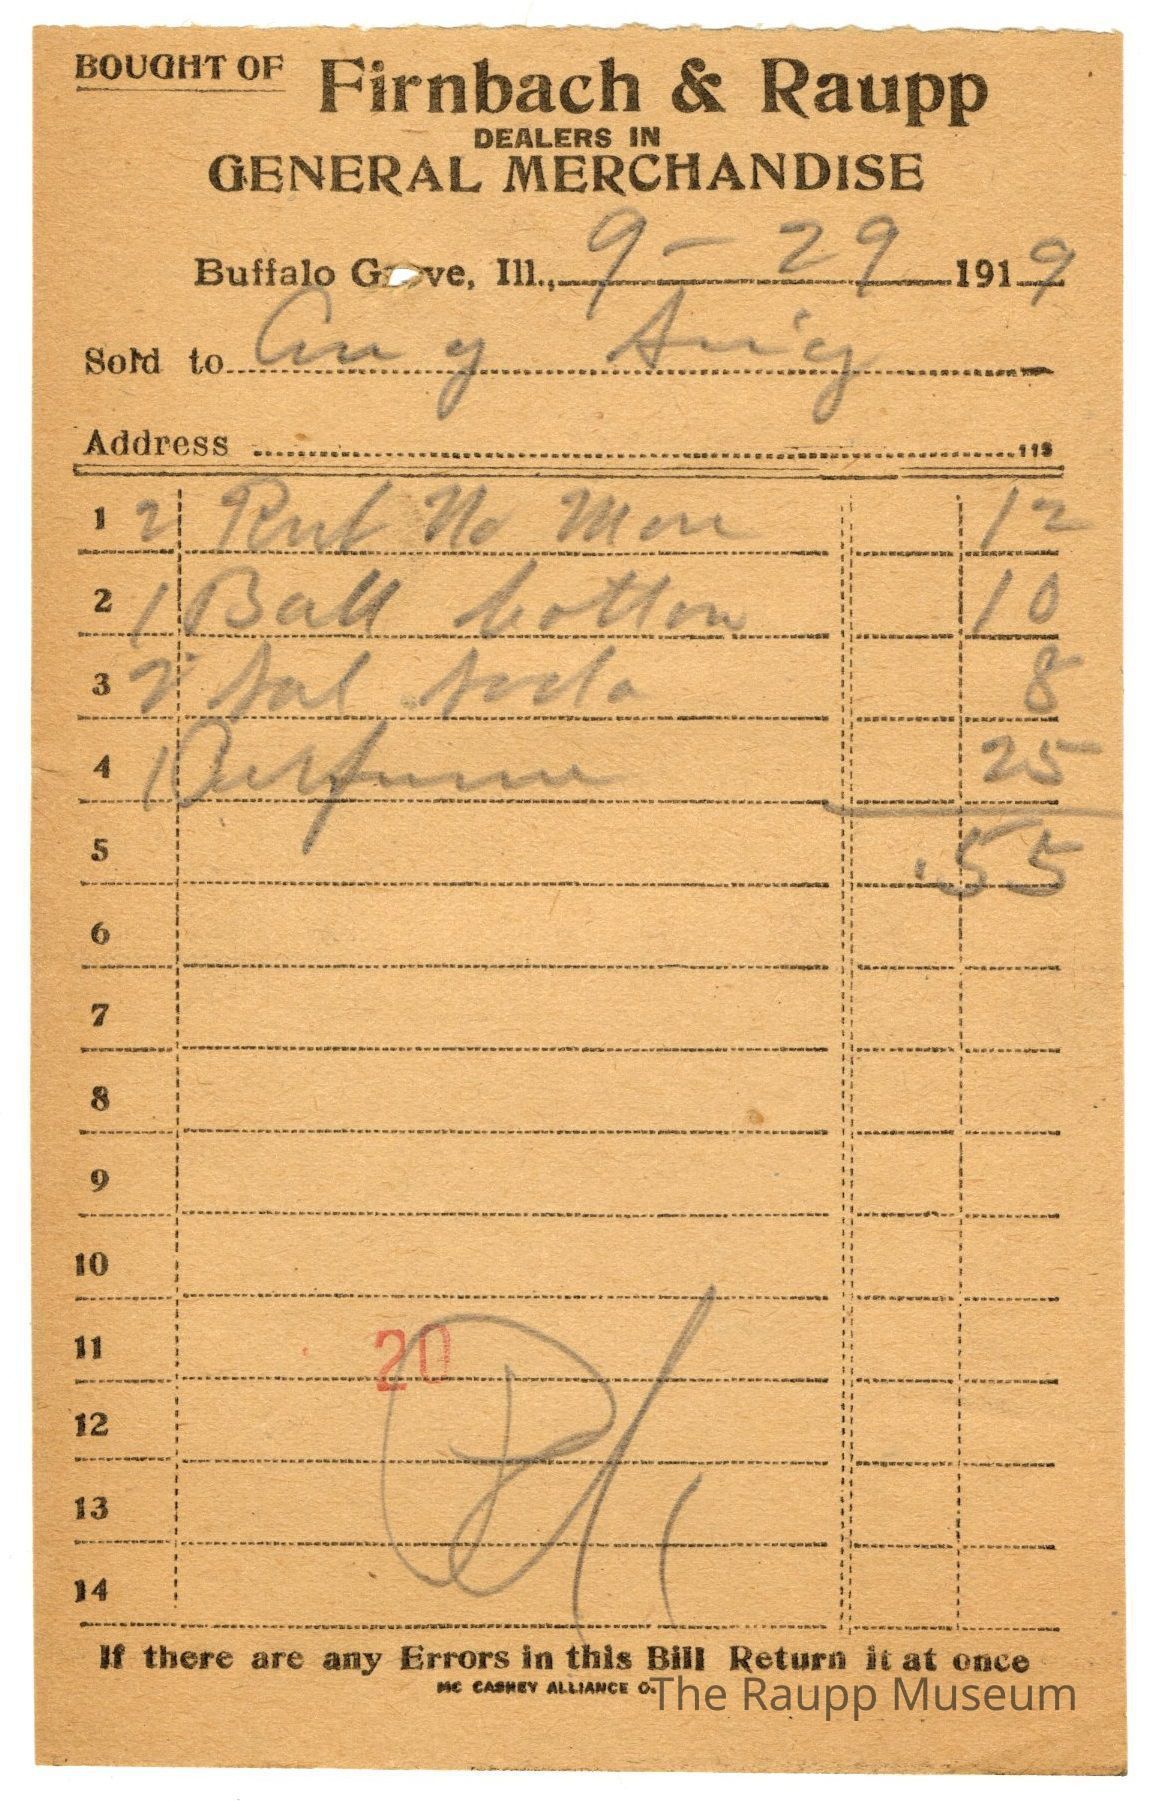 BOUGHT OF Firnbach & Raupp
DEALERS IN
GENERAL MERCHANDISE
Buffalo Grove, Ill., 9 - 29 1919
Sold to
Address 113
1 2 Rub No More 12
2 1 Ball cotton 10
3 2 Sal soda 8
4 1 Perfume 25
5 .55
6
7
8
9
10
11 20
12
13
14
If there are any Errors in this Bill Return it at once
MC CASKEY ALLIANCE O.
The Raupp Museum